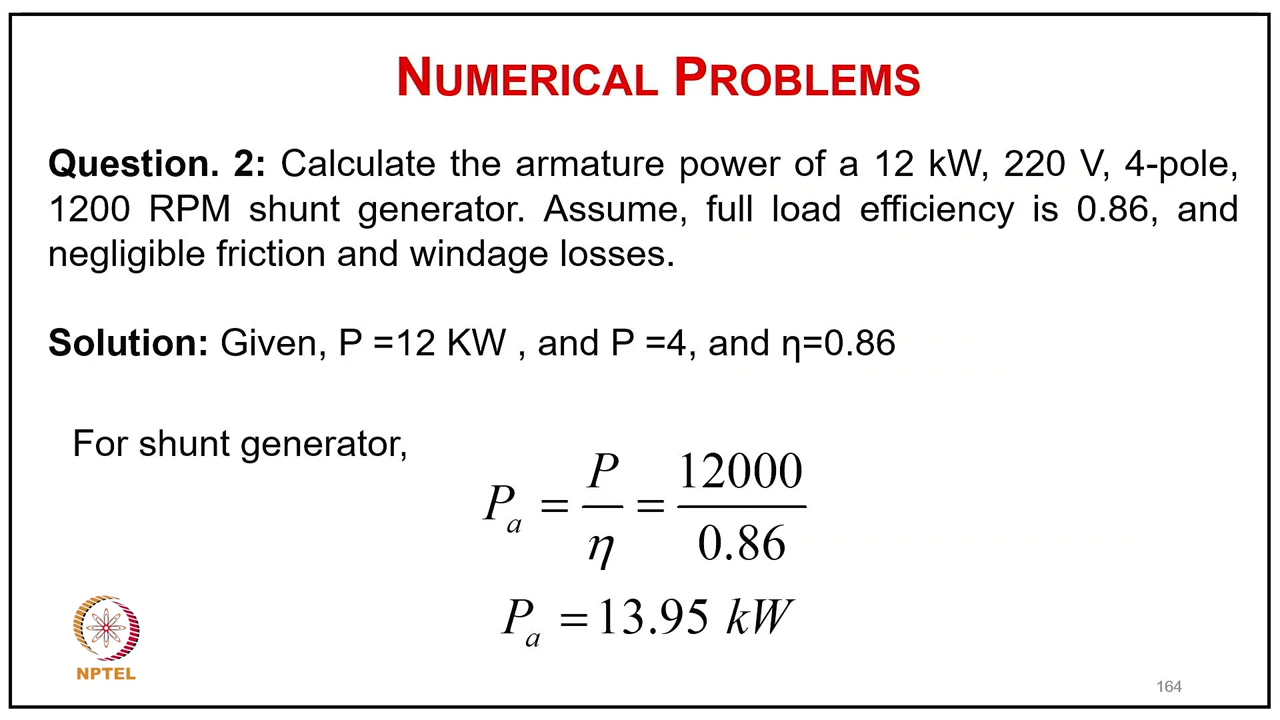 NUMERICAL PROBLEMS
Question. 2: Calculate the armature power of a 12 kW, 220 V, 4-pole,
1200 RPM shunt generator. Assume, full load efficiency is 0.86, and
negligible friction and windage losses.
Solution: Given, P =12 KW , and P =4, and η=0.86
For shunt generator,
P_a = P/η = 12000/0.86
P_a = 13.95 kW
NPTEL
164